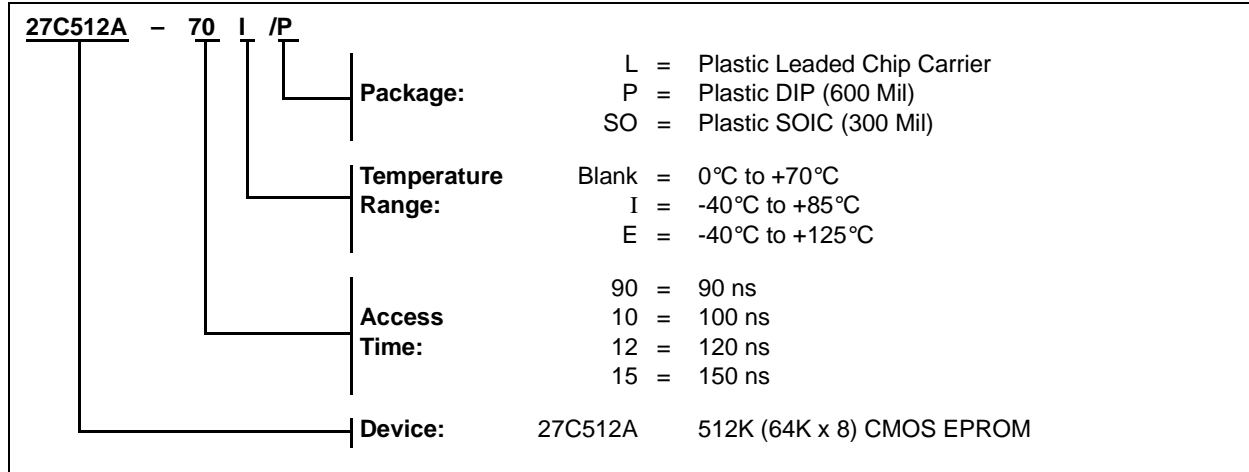 27C512A – 70 I /P
Package: L = Plastic Leaded Chip Carrier
P = Plastic DIP (600 Mil)
SO = Plastic SOIC (300 Mil)
Temperature Blank = 0°C to +70°C
Range: I = -40°C to +85°C
E = -40°C to +125°C
90 = 90 ns
Access 10 = 100 ns
Time: 12 = 120 ns
15 = 150 ns
Device: 27C512A 512K (64K x 8) CMOS EPROM